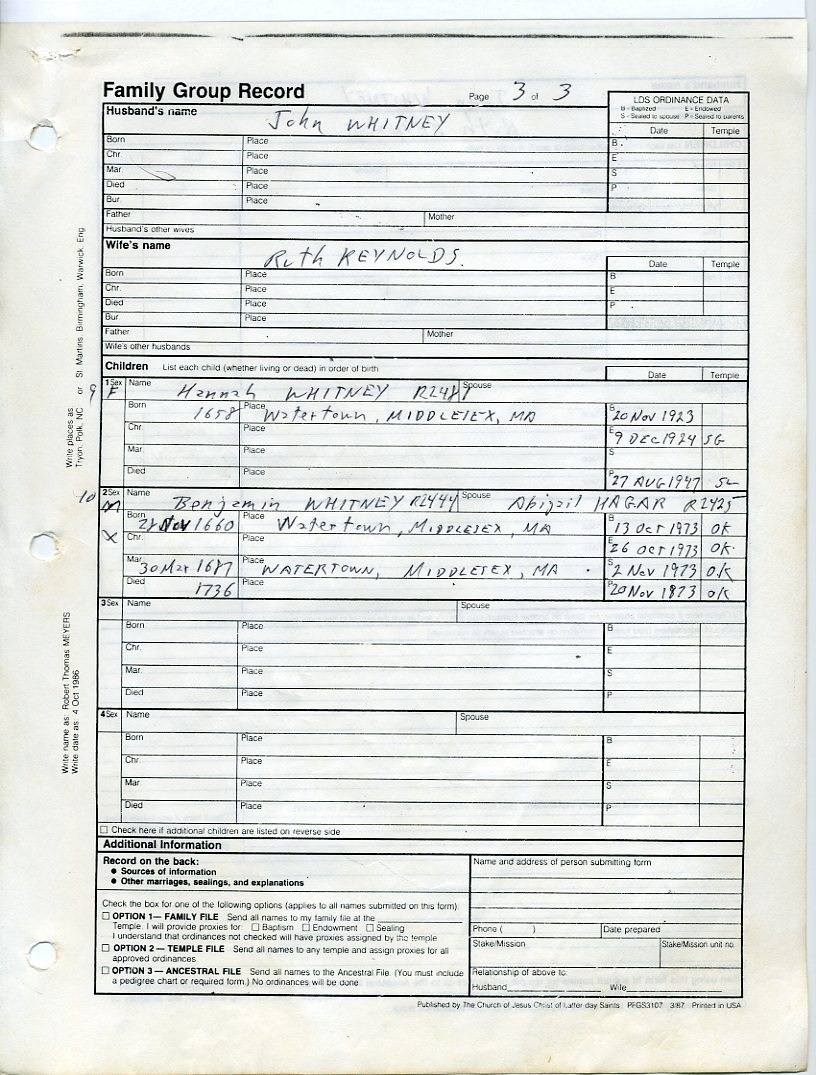 Family Group Record Page 3 of 3
LDS ORDINANCE DATA
B - Baptized E - Endowed
S - Sealed to spouse P - Sealed to parents
Date Temple
Husband's name John WHITNEY
Born Place B
Chr. Place E
Mar. Place S
Died Place P
Bur. Place
Father Mother
Husband's other wives
Wife's name Ruth REYNOLDS.
Date Temple
Born Place B
Chr. Place E
Died Place P
Bur Place
Father Mother
Wife's other husbands
Children List each child (whether living or dead) in order of birth
Date Temple
9 1 Sex F Name Hannah WHITNEY R2481 Spouse
Born 1658 Place Watertown, MIDDLESEX, MA B 20 Nov 1923
Chr. Place E 9 DEC 1924 SG
Mar. Place S
Died Place P 27 AUG 1947 SL
10 2 Sex M Name Benjamin WHITNEY R2444 Spouse Abigail HAGAR R2425
Born 28 Nov 1660 Place Watertown, MIDDLESEX, MA B 13 Oct 1973 OK
X Chr. Place E 26 Oct 1973 OK.
Mar. 30 Mar 1687 Place WATERTOWN, MIDDLESEX, MA S 2 Nov 1973 OK
Died 1736 Place P 20 Nov 1873 OK
3 Sex Name Spouse
Born Place B
Chr. Place E
Mar. Place S
Died Place P
4 Sex Name Spouse
Born Place B
Chr. Place E
Mar. Place S
Died Place P
Check here if additional children are listed on reverse side
Additional Information
Record on the back:
• Sources of information
• Other marriages, sealings, and explanations
Check the box for one of the following options (applies to all names submitted on this form).
OPTION 1— FAMILY FILE Send all names to my family file at the
Temple. I will provide proxies for: Baptism Endowment Sealing
I understand that ordinances not checked will have proxies assigned by the temple
OPTION 2 – TEMPLE FILE Send all names to any temple and assign proxies for all
approved ordinances.
OPTION 3 – ANCESTRAL FILE Send all names to the Ancestral File. (You must include
a pedigree chart or required form.) No ordinances will be done.
Name and address of person submitting form
Phone ( ) Date prepared
Stake/Mission Stake/Mission unit no.
Relationship of above to:
Husband Wife
Published by The Church of Jesus Christ of Latter-day Saints PFGS3107 3/87 Printed in USA
Write places as
Tryon, Polk, NC or St. Martins, Birmingham, Warwick, Eng
Write name as: Robert Thomas MEYERS
Write date as: 4 Oct 1986